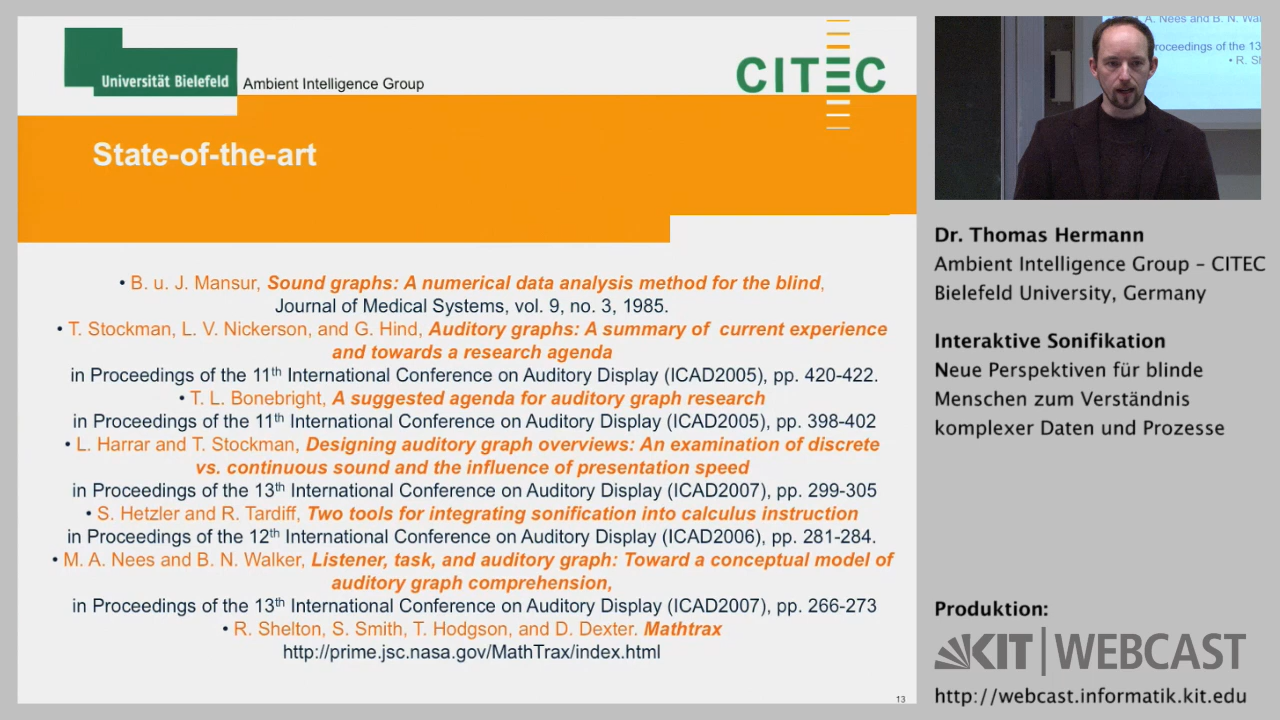 Universität Bielefeld
Ambient Intelligence Group
CITEC
State-of-the-art
• B. u. J. Mansur, Sound graphs: A numerical data analysis method for the blind,
Journal of Medical Systems, vol. 9, no. 3, 1985.
• T. Stockman, L. V. Nickerson, and G. Hind, Auditory graphs: A summary of current experience
and towards a research agenda
in Proceedings of the 11th International Conference on Auditory Display (ICAD2005), pp. 420-422.
• T. L. Bonebright, A suggested agenda for auditory graph research
in Proceedings of the 11th International Conference on Auditory Display (ICAD2005), pp. 398-402
• L. Harrar and T. Stockman, Designing auditory graph overviews: An examination of discrete
vs. continuous sound and the influence of presentation speed
in Proceedings of the 13th International Conference on Auditory Display (ICAD2007), pp. 299-305
• S. Hetzler and R. Tardiff, Two tools for integrating sonification into calculus instruction
in Proceedings of the 12th International Conference on Auditory Display (ICAD2006), pp. 281-284.
• M. A. Nees and B. N. Walker, Listener, task, and auditory graph: Toward a conceptual model of
auditory graph comprehension,
in Proceedings of the 13th International Conference on Auditory Display (ICAD2007), pp. 266-273
• R. Shelton, S. Smith, T. Hodgson, and D. Dexter. Mathtrax
http://prime.jsc.nasa.gov/MathTrax/index.html
13
A. Nees and B. N. Wa
roceedings of the 13
• R. S
Dr. Thomas Hermann
Ambient Intelligence Group – CITEC
Bielefeld University, Germany
Interaktive Sonifikation
Neue Perspektiven für blinde
Menschen zum Verständnis
komplexer Daten und Prozesse
Produktion:
KIT WEBCAST
http://webcast.informatik.kit.edu